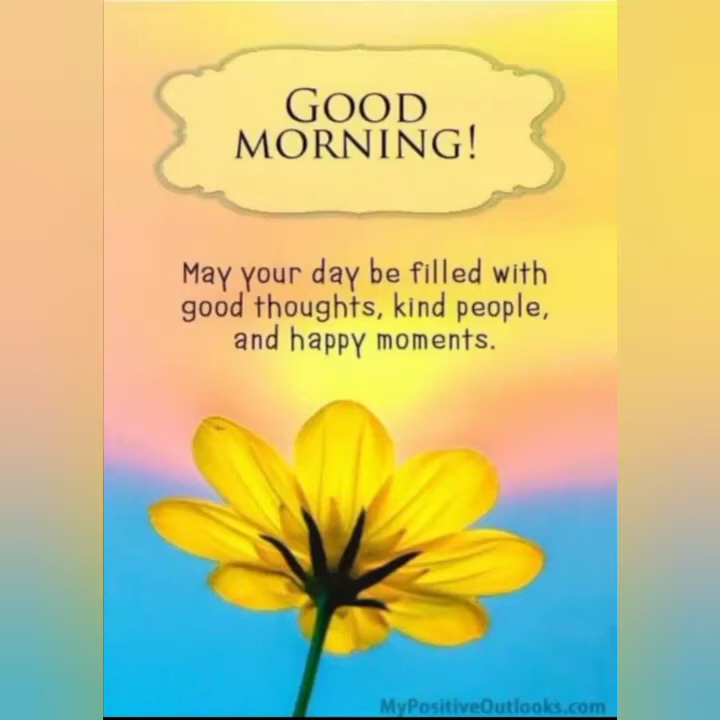 GOOD
MORNING!
May your day be filled with
good thoughts, kind people,
and happy moments.
MyPositiveOutlooks.com